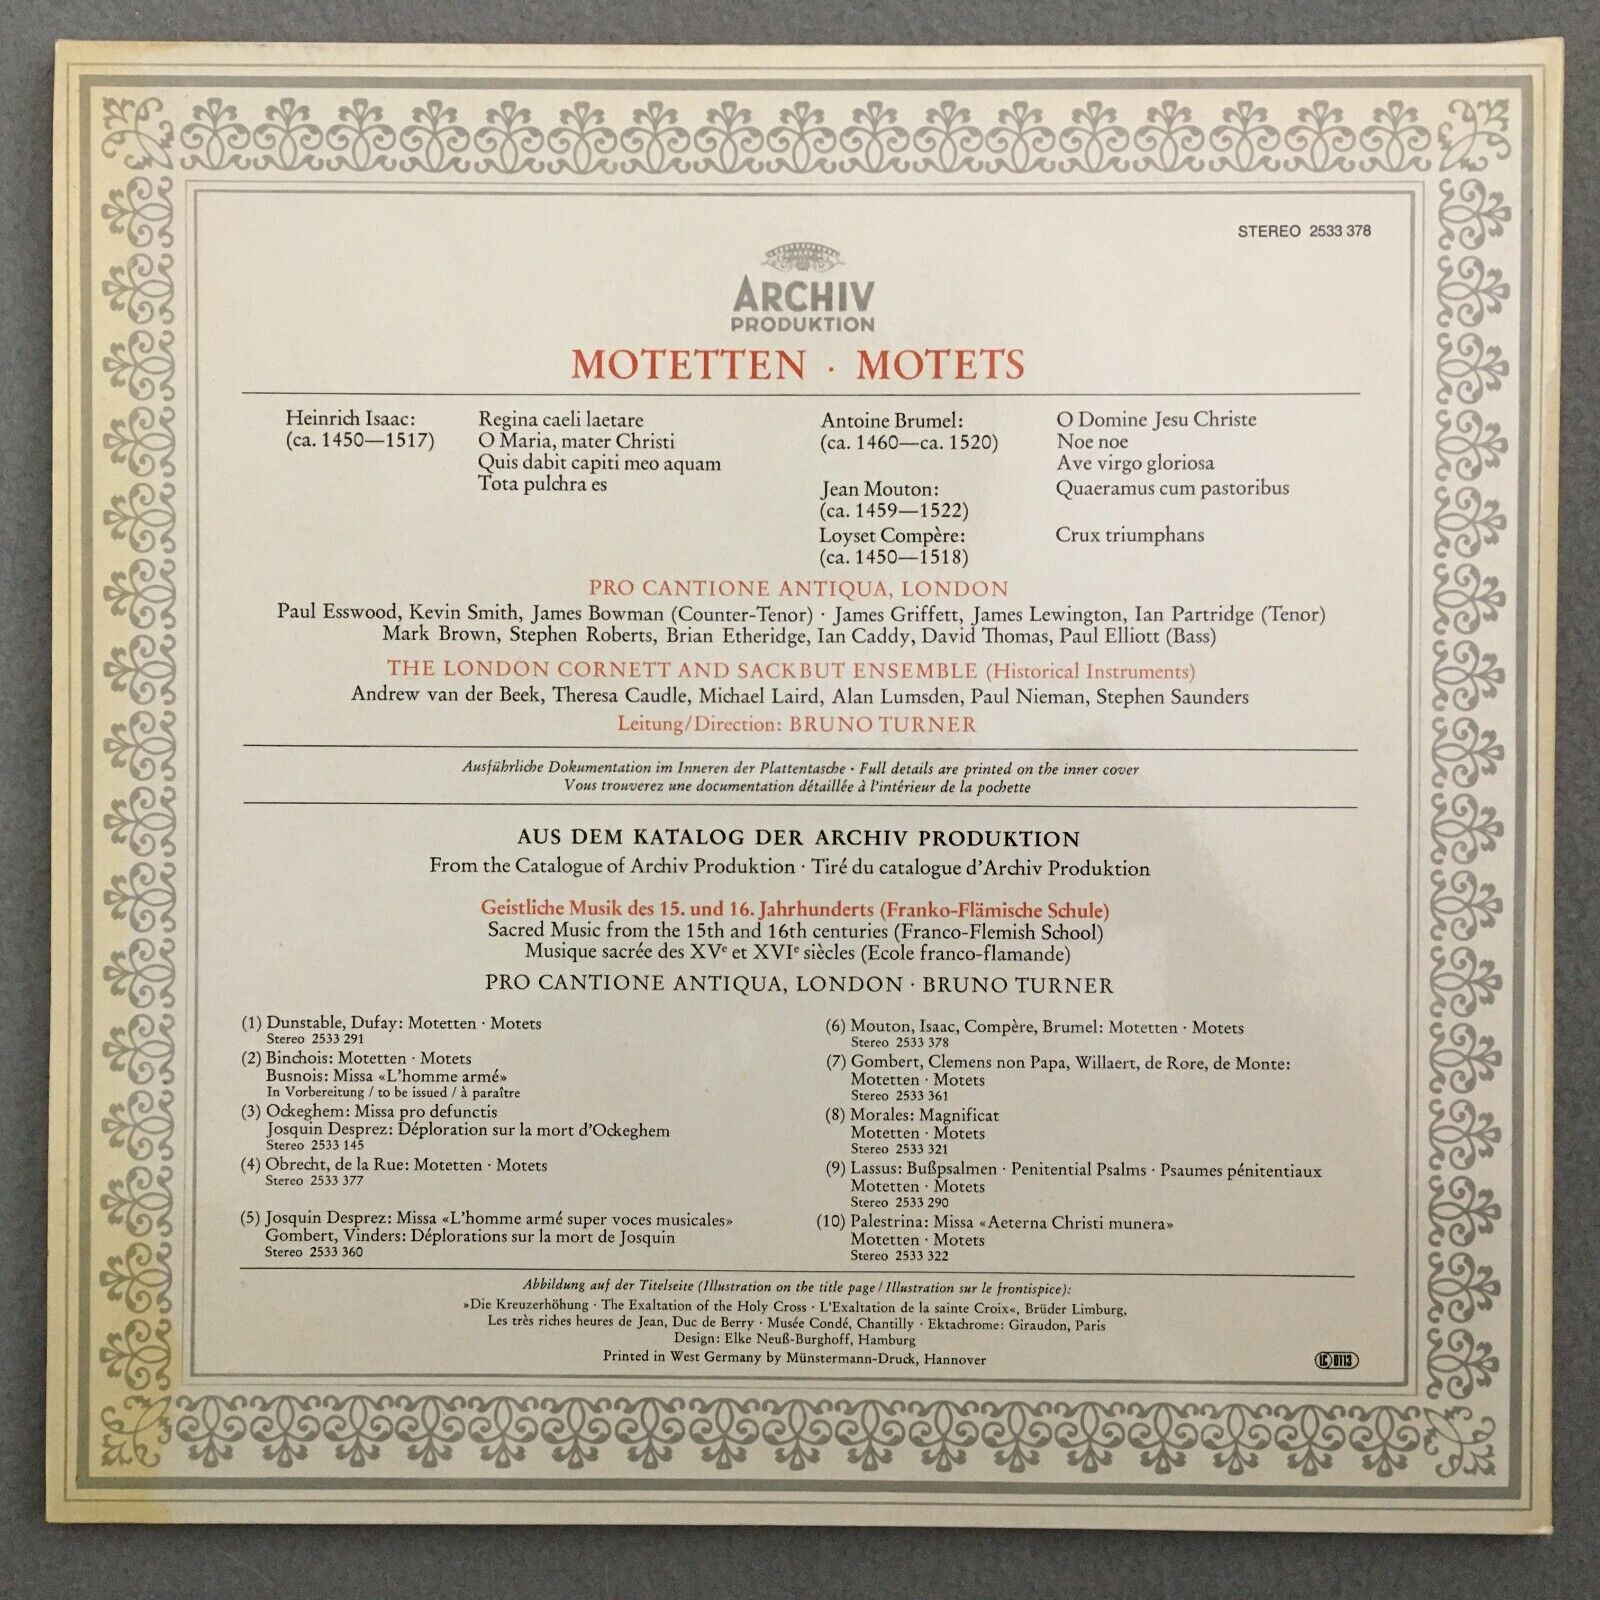 STEREO 2533 378
ARCHIV
PRODUKTION
MOTETTEN · MOTETS
Heinrich Isaac: Regina caeli laetare
(ca. 1450—1517) O Maria, mater Christi
Quis dabit capiti meo aquam
Tota pulchra es
Antoine Brumel: O Domine Jesu Christe
(ca. 1460—ca. 1520) Noe noe
Ave virgo gloriosa
Jean Mouton: Quaeramus cum pastoribus
(ca. 1459—1522)
Loyset Compère: Crux triumphans
(ca. 1450—1518)
PRO CANTIONE ANTIQUA, LONDON
Paul Esswood, Kevin Smith, James Bowman (Counter-Tenor) · James Griffett, James Lewington, Ian Partridge (Tenor)
Mark Brown, Stephen Roberts, Brian Etheridge, Ian Caddy, David Thomas, Paul Elliott (Bass)
THE LONDON CORNETT AND SACKBUT ENSEMBLE (Historical Instruments)
Andrew van der Beek, Theresa Caudle, Michael Laird, Alan Lumsden, Paul Nieman, Stephen Saunders
Leitung/Direction: BRUNO TURNER
Ausführliche Dokumentation im Inneren der Plattentasche · Full details are printed on the inner cover
Vous trouverez une documentation détaillée à l'intérieur de la pochette
AUS DEM KATALOG DER ARCHIV PRODUKTION
From the Catalogue of Archiv Produktion · Tiré du catalogue d'Archiv Produktion
Geistliche Musik des 15. und 16. Jahrhunderts (Franko-Flämische Schule)
Sacred Music from the 15th and 16th centuries (Franco-Flemish School)
Musique sacrée des XVe et XVIe siècles (Ecole franco-flamande)
PRO CANTIONE ANTIQUA, LONDON · BRUNO TURNER
(1) Dunstable, Dufay: Motetten · Motets
Stereo 2533 291
(2) Binchois: Motetten · Motets
Busnois: Missa «L'homme armé»
In Vorbereitung / to be issued / à paraître
(3) Ockeghem: Missa pro defunctis
Josquin Desprez: Déploration sur la mort d'Ockeghem
Stereo 2533 145
(4) Obrecht, de la Rue: Motetten · Motets
Stereo 2533 377
(5) Josquin Desprez: Missa «L'homme armé super voces musicales»
Gombert, Vinders: Déplorations sur la mort de Josquin
Stereo 2533 360
(6) Mouton, Isaac, Compère, Brumel: Motetten · Motets
Stereo 2533 378
(7) Gombert, Clemens non Papa, Willaert, de Rore, de Monte:
Motetten · Motets
Stereo 2533 361
(8) Morales: Magnificat
Motetten · Motets
Stereo 2533 321
(9) Lassus: Bußpsalmen · Penitential Psalms · Psaumes pénitentiaux
Motetten · Motets
Stereo 2533 290
(10) Palestrina: Missa «Aeterna Christi munera»
Motetten · Motets
Stereo 2533 322
Abbildung auf der Titelseite (Illustration on the title page / Illustration sur le frontispice):
»Die Kreuzerhöhung · The Exaltation of the Holy Cross · L'Exaltation de la sainte Croix«, Brüder Limburg,
Les très riches heures de Jean, Duc de Berry · Musée Condé, Chantilly · Ektachrome: Giraudon, Paris
Design: Elke Neuß-Burghoff, Hamburg
Printed in West Germany by Münstermann-Druck, Hannover
LC 0113